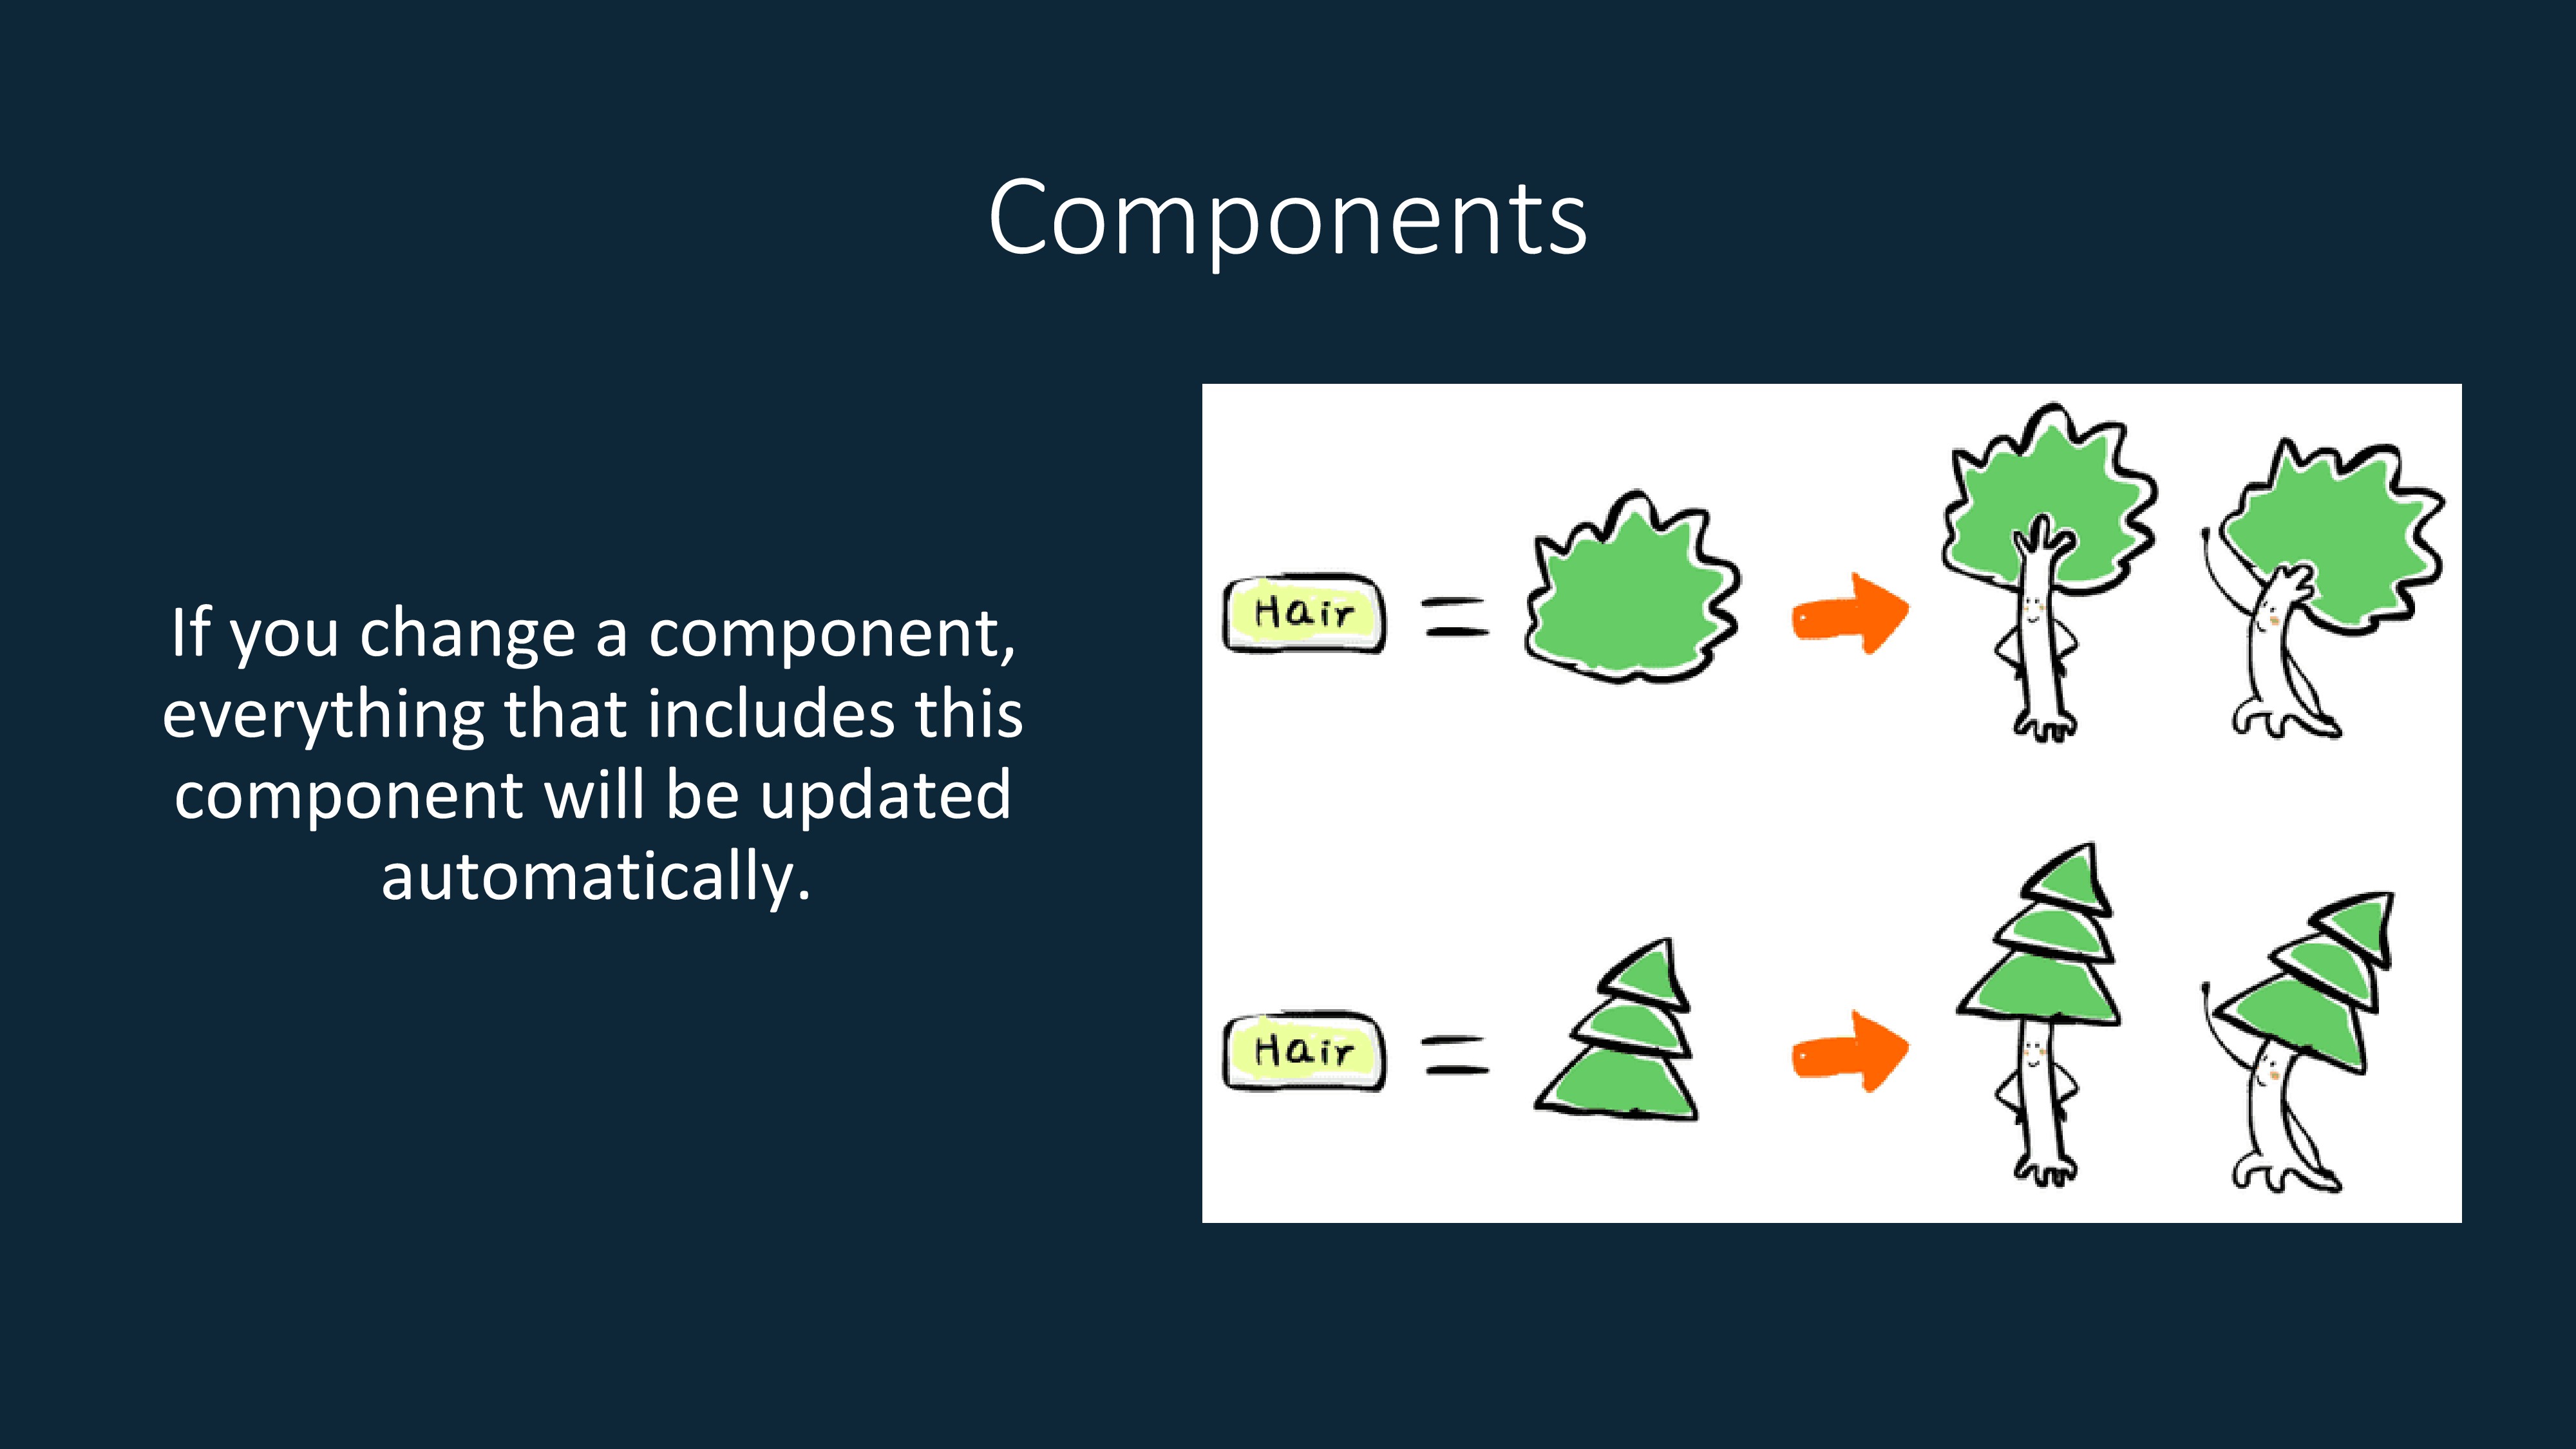 Components
If you change a component,
everything that includes this
component will be updated
automatically.
Hair
Hair